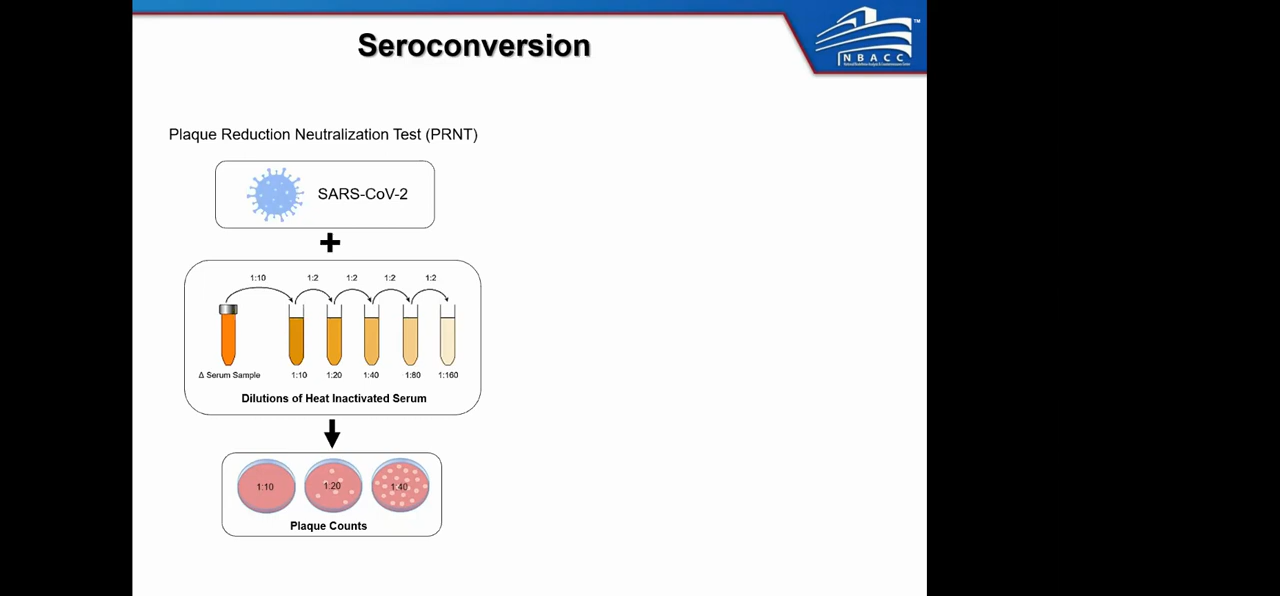 Seroconversion
TM
NBACC
Plaque Reduction Neutralization Test (PRNT)
SARS-CoV-2
1:10 1:2 1:2 1:2 1:2
Δ Serum Sample 1:10 1:20 1:40 1:80 1:160
Dilutions of Heat Inactivated Serum
1:10 1:20 1:40
Plaque Counts